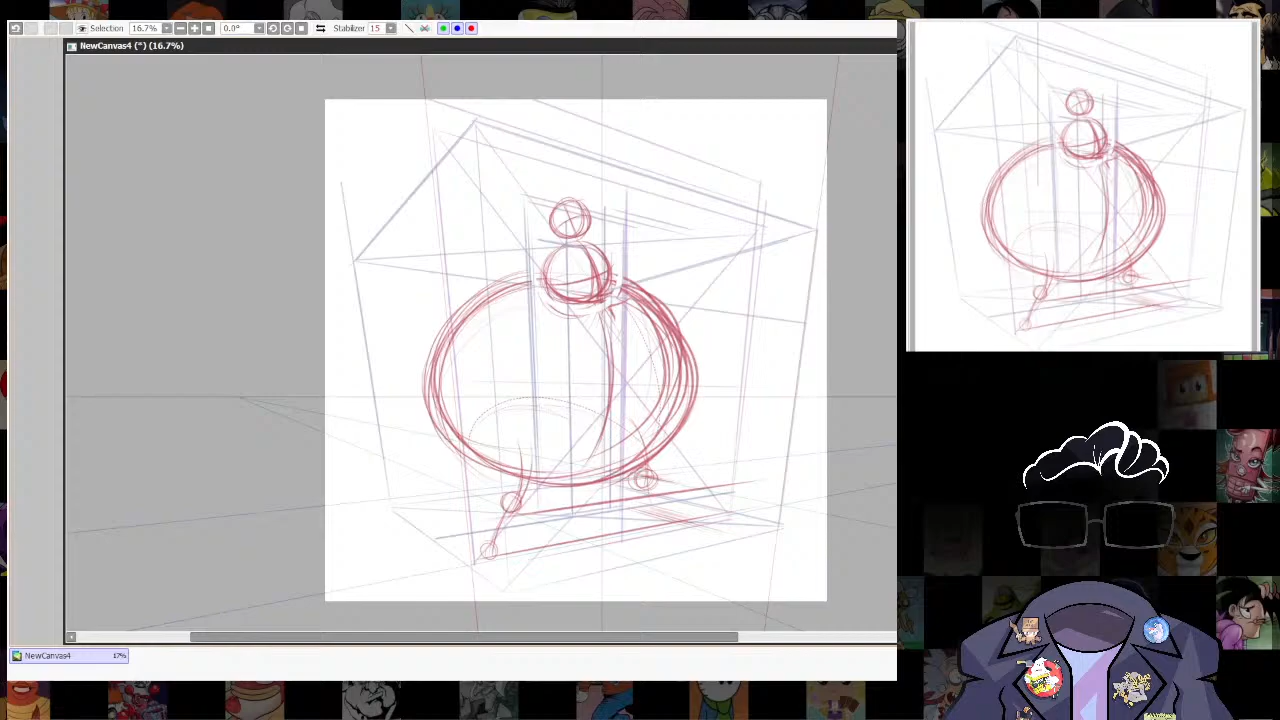 Selection 16.7% 0.0° Stabilizer 15
NewCanvas4 (*) (16.7%)
NewCanvas4 17%